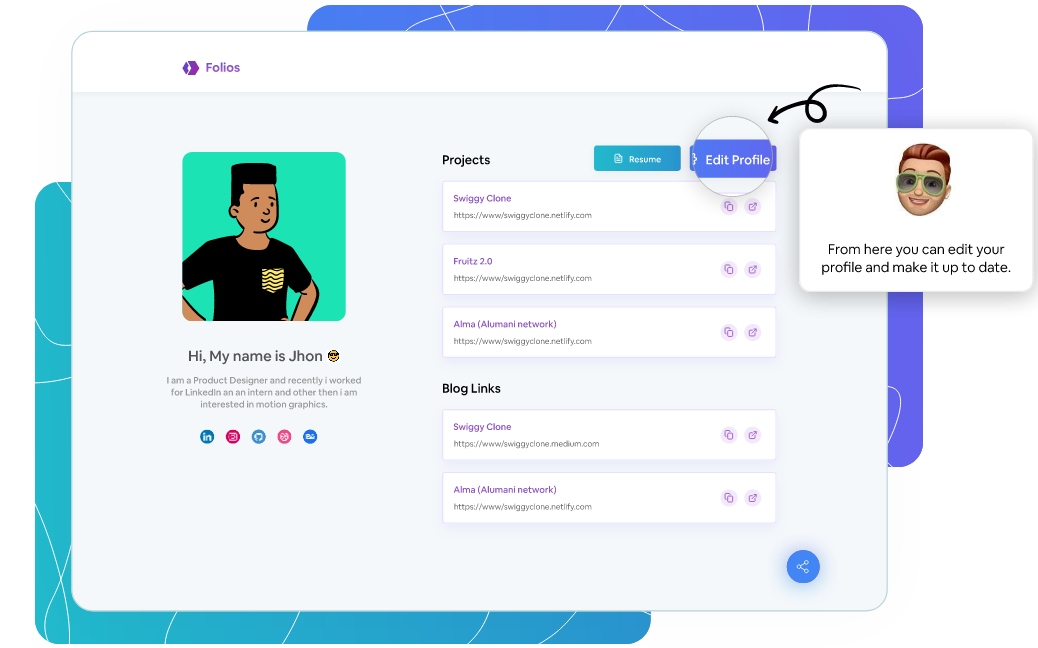 Folios
Hi, My name is Jhon
I am a Product Designer and recently i worked
for LinkedIn an an intern and other then i am
interested in motion graphics.
Projects
Resume
Edit Profile
Swiggy Clone
https://www/swiggyclone.netlify.com
Fruitz 2.0
https://www/swiggyclone.netlify.com
Alma (Alumani network)
https://www/swiggyclone.netlify.com
Blog Links
Swiggy Clone
https://www/swiggyclone.medium.com
Alma (Alumani network)
https://www/swiggyclone.netlify.com
From here you can edit your
profile and make it up to date.